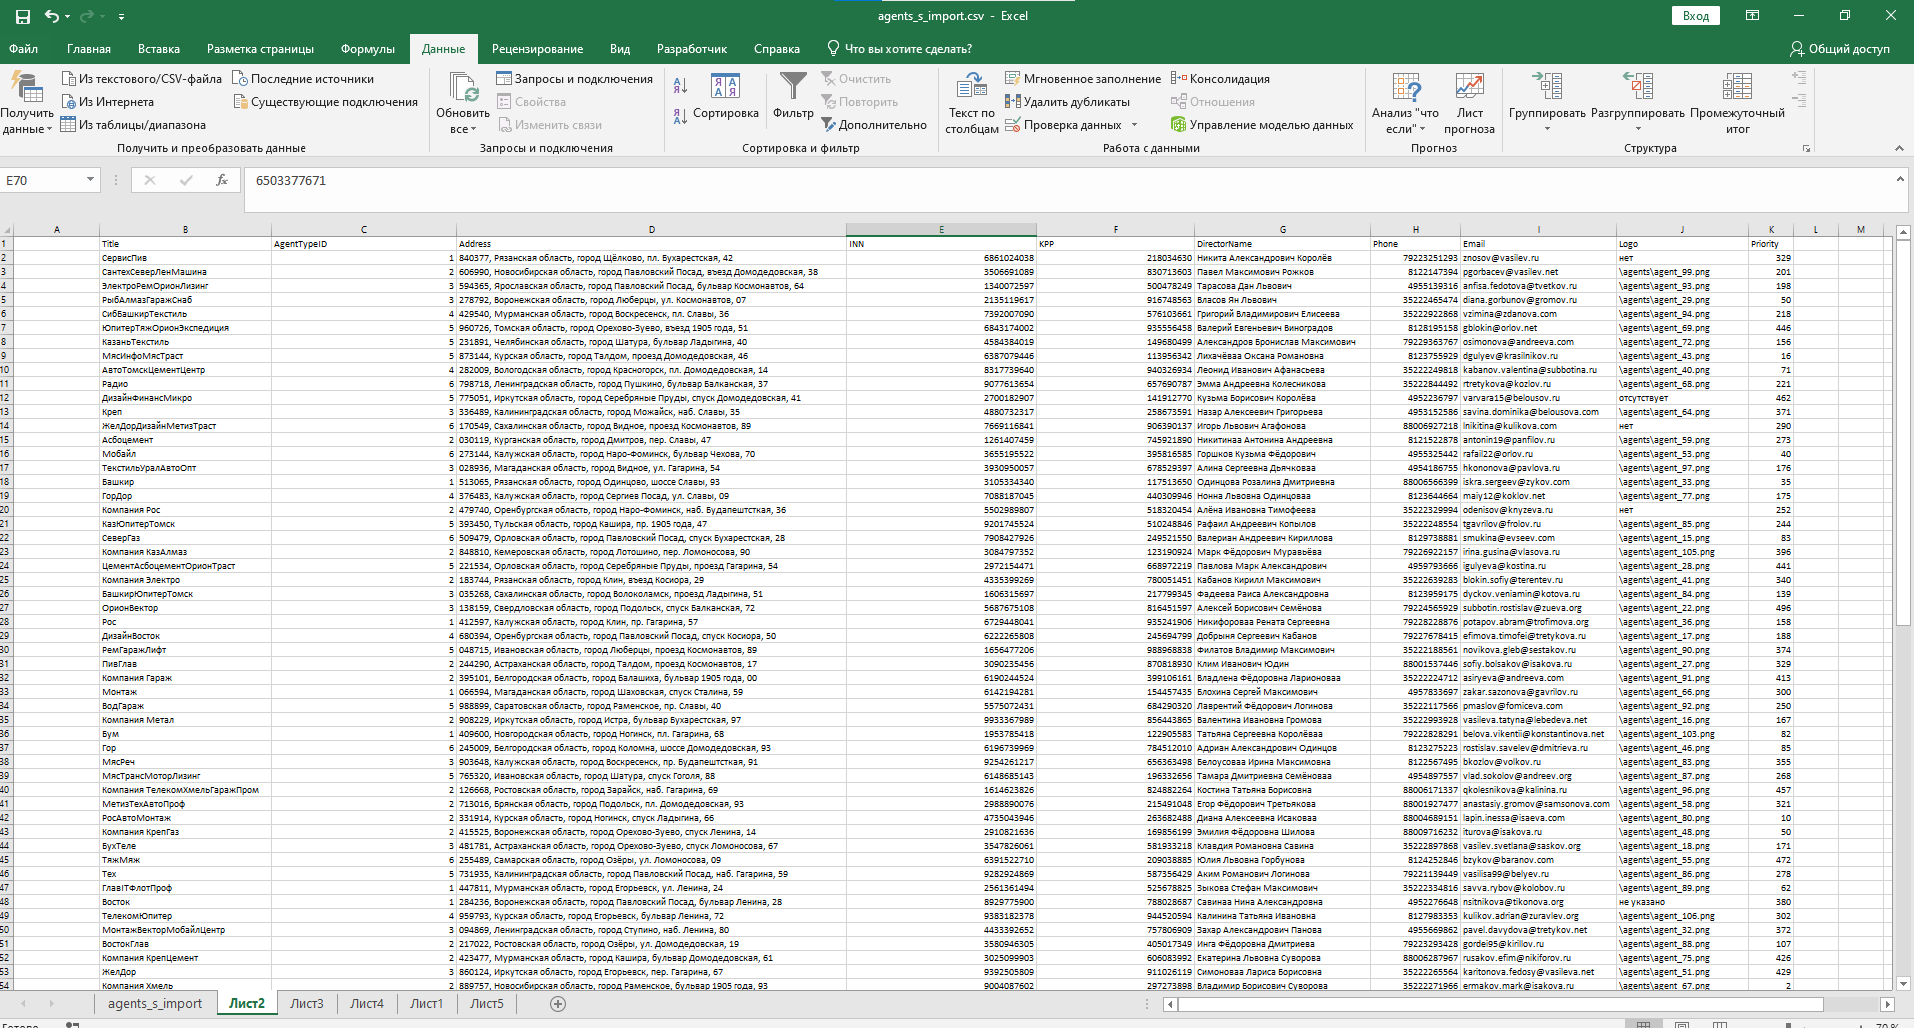 agents_s_import.csv - Excel
Вход
Файл Главная Вставка Разметка страницы Формулы Данные Рецензирование Вид Разработчик Справка Что вы хотите сделать? Общий доступ
Получить данные
Из текстового/CSV-файла
Из Интернета
Из таблицы/диапазона
Последние источники
Существующие подключения
Получить и преобразовать данные
Обновить все
Запросы и подключения
Свойства
Изменить связи
Запросы и подключения
Сортировка
Фильтр
Очистить
Повторить
Дополнительно
Сортировка и фильтр
Текст по столбцам
Мгновенное заполнение
Удалить дубликаты
Проверка данных
Консолидация
Отношения
Управление моделью данных
Работа с данными
Анализ "что если"
Лист прогноза
Прогноз
Группировать
Разгруппировать
Промежуточный итог
Структура
E70 fx 6503377671
A B C D E F G H I J K L M
1 Title AgentTypeID Address INN KPP DirectorName Phone Email Logo Priority
2 СервисПив 1 840377, Рязанская область, город Щёлково, пл. Бухарестская, 42 6861024038 218034630 Никита Александрович Королёв 79223251293 znosov@vasilev.ru нет 329
3 СантехСеверЛенМашина 2 606990, Новосибирская область, город Павловский Посад, въезд Домодедовская, 38 3506691089 830713603 Павел Максимович Рожков 8122147394 pgorbacev@vasilev.net \agents\agent_99.png 201
4 ЭлектроРемОрионЛизинг 3 594365, Ярославская область, город Павловский Посад, бульвар Космонавтов, 64 1340072597 500478249 Тарасова Дан Львович 4955139316 anfisa.fedotova@tvetkov.ru \agents\agent_93.png 198
5 РыбАлмазГаражСнаб 3 278792, Воронежская область, город Люберцы, ул. Космонавтов, 07 2135119617 916748563 Власов Ян Львович 35222465474 diana.gorbunov@gromov.ru \agents\agent_29.png 50
6 СибБашкирТекстиль 4 429540, Мурманская область, город Воскресенск, пл. Славы, 36 7392007090 576103661 Григорий Владимирович Елисеева 35222922868 vzimina@zdanova.com \agents\agent_94.png 218
7 ЮпитерТяжОрионЭкспедиция 5 960726, Томская область, город Орехово-Зуево, въезд 1905 года, 51 6843174002 935556458 Валерий Евгеньевич Виноградов 8128195158 gblokin@orlov.net \agents\agent_69.png 446
8 КазаньТекстиль 5 231891, Челябинская область, город Шатура, бульвар Ладыгина, 40 4584384019 149680499 Александров Бронислав Максимович 79229363767 osimonova@andreeva.com \agents\agent_72.png 156
9 МясИнфоМясТраст 5 873144, Курская область, город Талдом, проезд Домодедовская, 46 6387079446 113956342 Лихачёваа Оксана Романовна 8123755929 dgulyev@krasilnikov.ru \agents\agent_43.png 16
10 АвтоТомскЦементЦентр 4 282009, Вологодская область, город Красногорск, пл. Домодедовская, 14 8317739640 940326934 Леонид Иванович Афанасьева 35222249818 kabanov.valentina@subbotina.ru \agents\agent_40.png 71
11 Радио 6 798718, Ленинградская область, город Пушкино, бульвар Балканская, 37 9077613654 657690787 Эмма Андреевна Колесникова 35222844492 rtretykova@kozlov.ru \agents\agent_68.png 221
12 ДизайнФинансМикро 5 775051, Иркутская область, город Серебряные Пруды, спуск Домодедовская, 41 2700182907 141912770 Кузьма Борисович Королёва 4952236797 varvara15@belousov.ru отсутствует 462
13 Креп 3 336489, Калининградская область, город Можайск, наб. Славы, 35 4880732317 258673591 Назар Алексеевич Григорьева 4953152586 savina.dominika@belousova.com \agents\agent_64.png 371
14 ЖелДорДизайнМетизТраст 6 170549, Сахалинская область, город Видное, проезд Космонавтов, 89 7669116841 906390137 Игорь Львович Агафонова 88006927218 lnikitina@kulikova.com нет 290
15 Асбоцемент 2 030119, Курганская область, город Дмитров, пер. Славы, 47 1261407459 745921890 Никитинаа Антонина Андреевна 8121522878 antonin19@panfilov.ru \agents\agent_59.png 273
16 Мобайл 6 273144, Калужская область, город Наро-Фоминск, бульвар Чехова, 70 3655195522 395816585 Горшков Кузьма Фёдорович 4955325442 rafail22@orlov.ru \agents\agent_53.png 40
17 ТекстильУралАвтоОпт 3 028936, Магаданская область, город Видное, ул. Гагарина, 54 3930950057 678529397 Алина Сергеевна Дьячковаа 4954186755 hkononova@pavlova.ru \agents\agent_97.png 176
18 Башкир 1 513065, Рязанская область, город Одинцово, шоссе Славы, 93 3105334340 117513650 Одинцова Розалина Дмитриевна 88006566399 iskra.sergeev@zykov.com \agents\agent_33.png 35
19 ГорДор 4 376483, Калужская область, город Сергиев Посад, ул. Славы, 09 7088187045 440309946 Нонна Львовна Одинцоваа 8123644664 maiy12@koklov.net \agents\agent_77.png 175
20 Компания Рос 2 479740, Оренбургская область, город Наро-Фоминск, наб. Будапештсткая, 36 5502989807 518320454 Алёна Ивановна Тимофеева 35222329994 odenisov@knyzeva.ru нет 252
21 КазЮпитерТомск 5 393450, Тульская область, город Кашира, пр. 1905 года, 47 9201745524 510248846 Рафаил Андреевич Копылов 35222248554 tgavrilov@frolov.ru \agents\agent_85.png 244
22 СеверГаз 6 509479, Орловская область, город Павловский Посад, спуск Бухарестская, 28 7908427926 249521550 Валериан Андреевич Кириллова 8129738881 smukina@evseev.com \agents\agent_15.png 83
23 Компания КазАлмаз 2 848810, Кемеровская область, город Лотошино, пер. Ломоносова, 90 3084797352 123190924 Марк Фёдорович Муравьёва 79226922157 irina.gusina@vlasova.ru \agents\agent_105.png 396
24 ЦементАсбоцементОрионТраст 5 221534, Орловская область, город Серебряные Пруды, проезд Гагарина, 54 2972154471 668972219 Павлова Марк Александрович 4959793666 igulyeva@kostina.ru \agents\agent_28.png 441
25 Компания Электро 2 183744, Рязанская область, город Клин, въезд Косиора, 29 4335399269 780051451 Кабанов Кирилл Максимович 35222639283 blokin.sofiy@terentev.ru \agents\agent_41.png 340
26 БашкирЮпитерТомск 3 035268, Сахалинская область, город Волоколамск, проезд Ладыгина, 51 1606315697 217799345 Фадеева Раиса Александровна 8123959175 dyckov.veniamin@kotova.ru \agents\agent_84.png 139
27 ОрионВектор 3 138159, Свердловская область, город Подольск, спуск Балканская, 72 5687675108 816451597 Алексей Борисович Семёнова 79224565929 subbotin.rostislav@zueva.org \agents\agent_22.png 496
28 Рос 1 412597, Калужская область, город Клин, пр. Гагарина, 57 6729448041 935241906 Никифороваа Рената Сергеевна 79228228876 potapov.abram@trofimova.org \agents\agent_36.png 158
29 ДизайнВосток 4 680394, Оренбургская область, город Павловский Посад, спуск Косиора, 50 6222265808 245694799 Добрыня Сергеевич Кабанов 79227678415 efimova.timofei@tretykova.ru \agents\agent_17.png 188
30 РемГаражЛифт 5 048715, Ивановская область, город Люберцы, проезд Космонавтов, 89 1656477206 988968838 Филатов Владимир Максимович 35222188561 novikova.gleb@sestakov.ru \agents\agent_90.png 374
31 ПивГлав 2 244290, Астраханская область, город Талдом, проезд Космонавтов, 17 3090235456 870818930 Клим Иванович Юдин 88001537446 sofiy.bolsakov@isakova.ru \agents\agent_27.png 329
32 Компания Гараж 2 395101, Белгородская область, город Балашиха, бульвар 1905 года, 00 6190244524 399106161 Владлена Фёдоровна Ларионоваа 35222224712 asiryeva@andreeva.com \agents\agent_91.png 413
33 Монтаж 1 066594, Магаданская область, город Шаховская, спуск Сталина, 59 6142194281 154457435 Блохина Сергей Максимович 4957833697 zakar.sazonova@gavrilov.ru \agents\agent_66.png 300
34 ВодГараж 5 988899, Саратовская область, город Раменское, пр. Славы, 40 5575072431 684290320 Лаврентий Фёдорович Логинова 35222117566 pmaslov@fomiceva.com \agents\agent_92.png 250
35 Компания Метал 2 908229, Иркутская область, город Истра, бульвар Бухарестская, 97 9933367989 856443865 Валентина Ивановна Громова 35222993928 vasileva.tatyna@lebedeva.net \agents\agent_16.png 167
36 Бум 1 409600, Новгородская область, город Ногинск, пл. Гагарина, 68 1953785418 122905583 Татьяна Сергеевна Королёваа 79222828291 belova.vikentii@konstantinova.net \agents\agent_103.png 82
37 Гор 6 245009, Белгородская область, город Коломна, шоссе Домодедовская, 93 6196739969 784512010 Адриан Александрович Одинцов 8123275223 rostislav.savelev@dmitrieva.ru \agents\agent_46.png 85
38 МясРеч 3 903648, Калужская область, город Воскресенск, пр. Будапештсткая, 91 9254261217 656363498 Белоусоваа Ирина Максимовна 8122567495 bkozlov@volkov.ru \agents\agent_83.png 355
39 МясТрансМоторЛизинг 5 765320, Ивановская область, город Шатура, спуск Гоголя, 88 6148685143 196332656 Тамара Дмитриевна Семёноваа 4954897557 vlad.sokolov@andreev.org \agents\agent_87.png 268
40 Компания ТелекомХмельГаражПром 2 126668, Ростовская область, город Зарайск, наб. Гагарина, 69 1614623826 824882264 Костина Татьяна Борисовна 88006171337 qkolesnikova@kalinina.ru \agents\agent_96.png 457
41 МетизТехАвтоПроф 2 713016, Брянская область, город Подольск, пл. Домодедовская, 93 2988890076 215491048 Егор Фёдорович Третьякова 88001927477 anastasiy.gromov@samsonova.com \agents\agent_58.png 321
42 РосАвтоМонтаж 2 331914, Курская область, город Ногинск, спуск Ладыгина, 66 4735043946 263682488 Диана Алексеевна Исаковаа 88004689151 lapin.inessa@isaeva.com \agents\agent_80.png 10
43 Компания КрепГаз 2 415525, Воронежская область, город Орехово-Зуево, спуск Ленина, 14 2910821636 169856199 Эмилия Фёдоровна Шилова 88009716232 iturova@isakova.ru \agents\agent_48.png 50
44 БухТеле 3 481781, Астраханская область, город Орехово-Зуево, спуск Ломоносова, 67 3547826061 581933218 Клавдия Романовна Савина 35222897868 vasilev.svetlana@saskov.org \agents\agent_18.png 171
45 ТяжМяж 6 255489, Самарская область, город Озёры, ул. Ломоносова, 09 6391522710 209038885 Юлия Львовна Горбунова 8124252846 bzykov@baranov.com \agents\agent_55.png 472
46 Тех 5 731935, Калининградская область, город Павловский Посад, наб. Гагарина, 59 9282924869 587356429 Аким Романович Логинова 79221139449 vasilisa99@belyev.ru \agents\agent_86.png 278
47 ГлавITФлотПроф 1 447811, Мурманская область, город Егорьевск, ул. Ленина, 24 2561361494 525678825 Зыкова Стефан Максимович 35222334816 savva.rybov@kolobov.ru \agents\agent_89.png 62
48 Восток 1 284236, Воронежская область, город Павловский Посад, бульвар Ленина, 28 8929775900 788028687 Савинаа Нина Александровна 4952276648 nsitnikova@tikonova.org не указано 380
49 ТелекомЮпитер 4 959793, Курская область, город Егорьевск, бульвар Ленина, 72 9383182378 944520594 Калинина Татьяна Ивановна 8127983353 kulikov.adrian@zuravlev.org \agents\agent_106.png 302
50 МонтажВекторМобайлЦентр 3 094869, Ленинградская область, город Ступино, наб. Ленина, 80 4433392652 757806909 Захар Александрович Панова 4955669862 pavel.davydova@tretykov.net \agents\agent_32.png 372
51 ВостокГлав 2 217022, Ростовская область, город Озёры, ул. Домодедовская, 19 3580946305 405017349 Инга Фёдоровна Дмитриева 79223293428 gordei95@kirillov.ru \agents\agent_88.png 107
52 Компания КрепЦемент 2 423477, Мурманская область, город Кашира, бульвар Домодедовская, 61 3025099903 606083992 Екатерина Львовна Суворова 88006287967 rusakov.efim@nikiforov.ru \agents\agent_75.png 426
53 ЖелДор 3 860124, Иркутская область, город Егорьевск, пер. Гагарина, 67 9392505809 911026119 Симоноваа Лариса Борисовна 35222265564 karitonova.fedosy@vasileva.net \agents\agent_51.png 429
54 Компания Хмель 2 889757, Новосибирская область, город Раменское, бульвар 1905 года, 93 9004087602 297273898 Владимир Борисович Суворова 35222271966 ermakov.mark@isakova.ru \agents\agent_67.png 2
agents_s_import Лист2 Лист3 Лист4 Лист1 Лист5
Готово 70 %